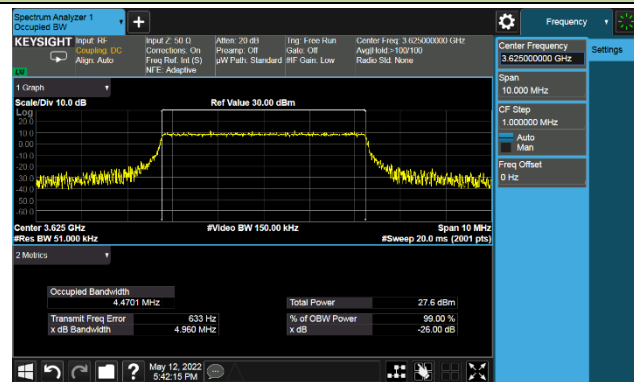 Spectrum Analyzer 1
Occupied BW
+
Frequency
KEYSIGHT
Input: RF
Coupling: DC
Align: Auto
Input Z: 50 Ω
Corrections: On
Freq Ref: Int (S)
NFE: Adaptive
Atten: 20 dB
Preamp: Off
µW Path: Standard
Trig: Free Run
Gate: Off
#IF Gain: Low
Center Freq: 3.625000000 GHz
Avg|Hold:>100/100
Radio Std: None
Center Frequency
3.625000000 GHz
Settings
Span
10.000 MHz
CF Step
1.000000 MHz
Auto
Man
Freq Offset
0 Hz
1 Graph
Scale/Div 10.0 dB
Ref Value 30.00 dBm
Log
20.0
10.0
0.00
-10.0
-20.0
-30.0
-40.0
-50.0
-60.0
Center 3.625 GHz
#Video BW 150.00 kHz
Span 10 MHz
#Res BW 51.000 kHz
#Sweep 20.0 ms (2001 pts)
2 Metrics
Occupied Bandwidth
4.4701 MHz
Total Power 27.6 dBm
Transmit Freq Error 633 Hz
% of OBW Power 99.00 %
x dB Bandwidth 4.960 MHz
x dB -26.00 dB
?
May 12, 2022
5:42:15 PM